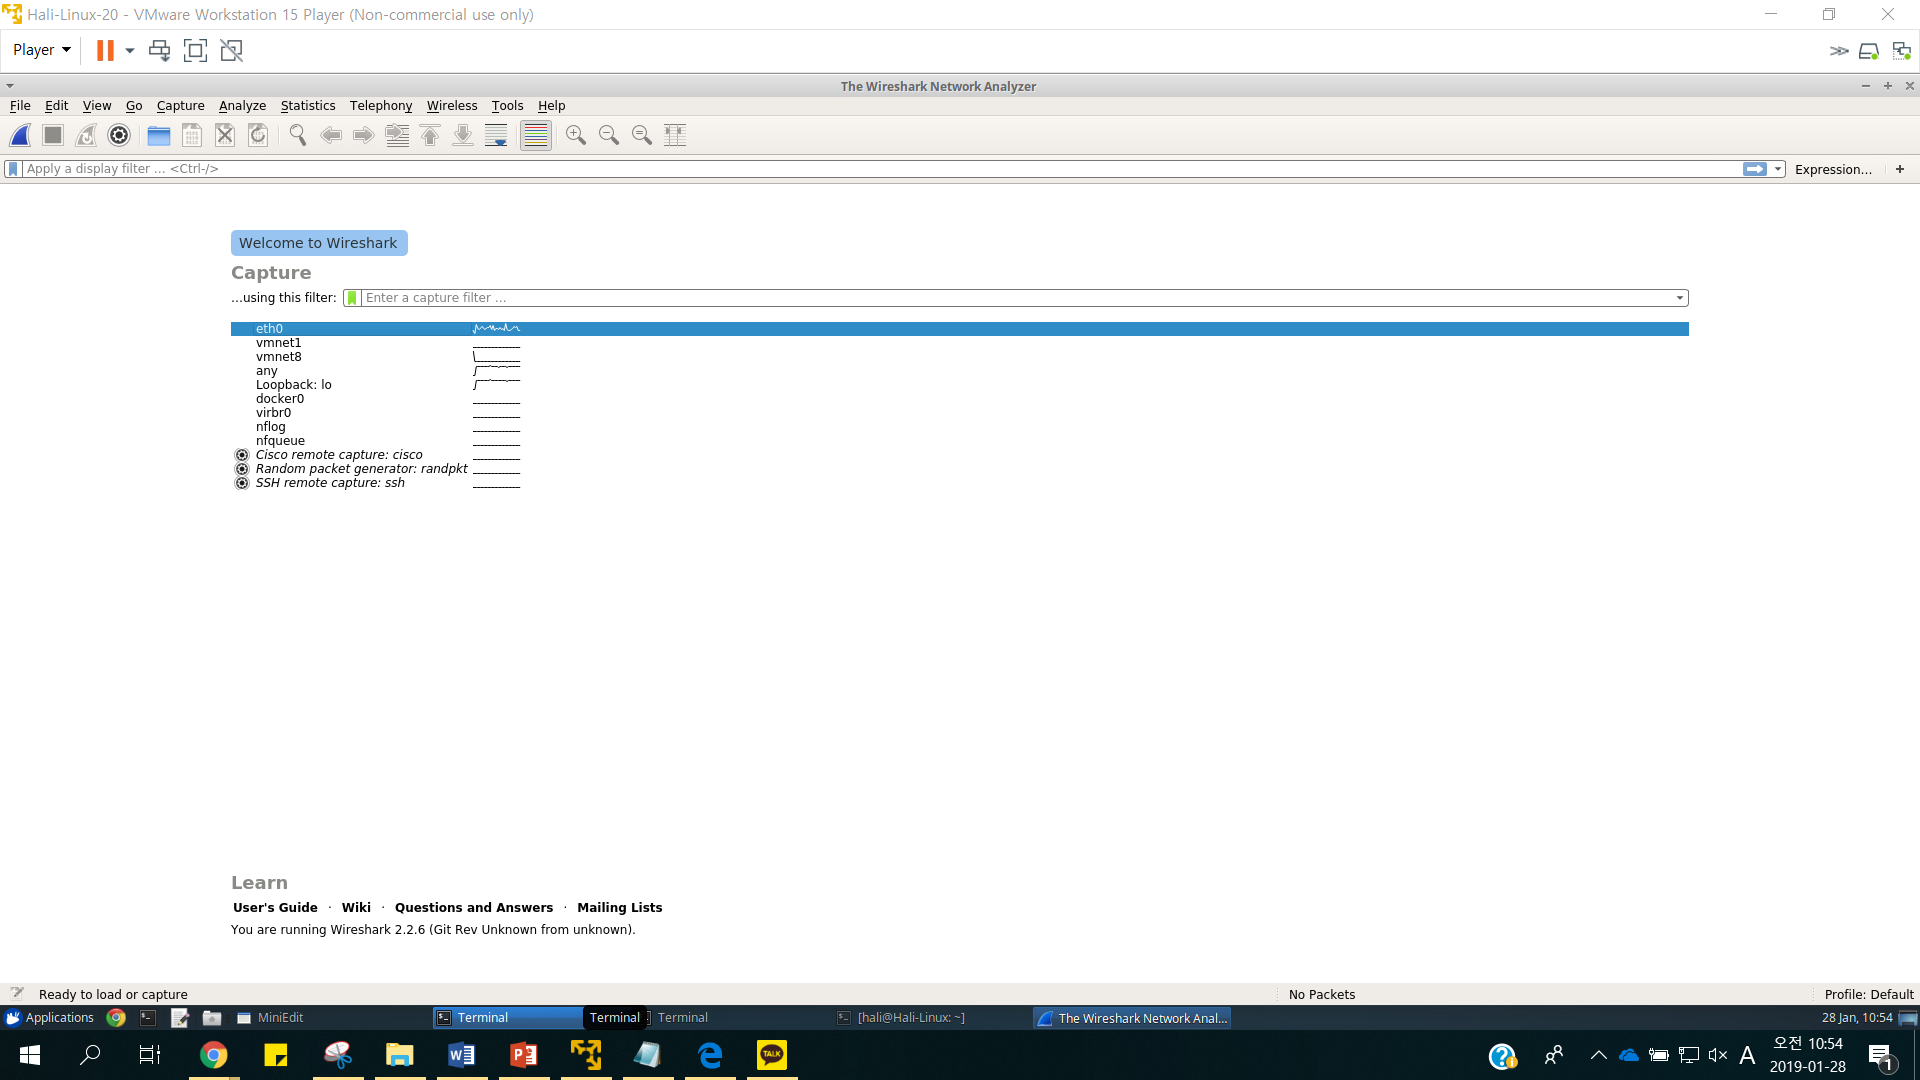 Hali-Linux-20 - VMware Workstation 15 Player (Non-commercial use only)
Player
The Wireshark Network Analyzer
File Edit View Go Capture Analyze Statistics Telephony Wireless Tools Help
Apply a display filter ... <Ctrl-/>
Expression...
+
Welcome to Wireshark
Capture
...using this filter:
Enter a capture filter ...
eth0
vmnet1
vmnet8
any
Loopback: lo
docker0
virbr0
nflog
nfqueue
Cisco remote capture: cisco
Random packet generator: randpkt
SSH remote capture: ssh
Learn
User's Guide · Wiki · Questions and Answers · Mailing Lists
You are running Wireshark 2.2.6 (Git Rev Unknown from unknown).
Ready to load or capture
No Packets
Profile: Default
Applications
MiniEdit
Terminal
Terminal
Terminal
[hali@Hali-Linux: ~]
The Wireshark Network Anal...
28 Jan, 10:54
W
P
TALK
A
오전 10:54
2019-01-28
1